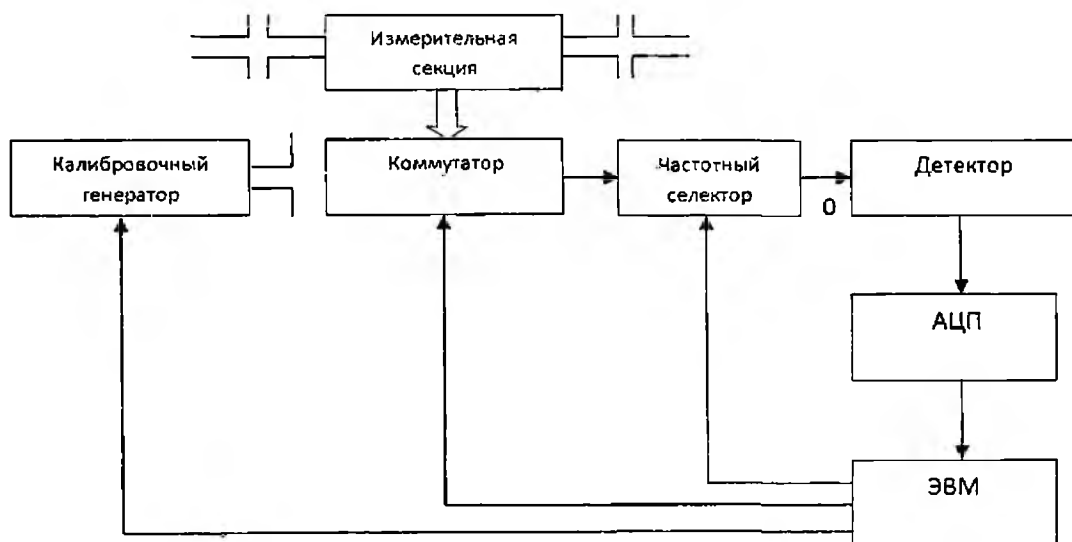 Измерительная
секция
Калибровочный
генератор
Коммутатор
Частотный
селектор
0
Детектор
АЦП
ЭВМ